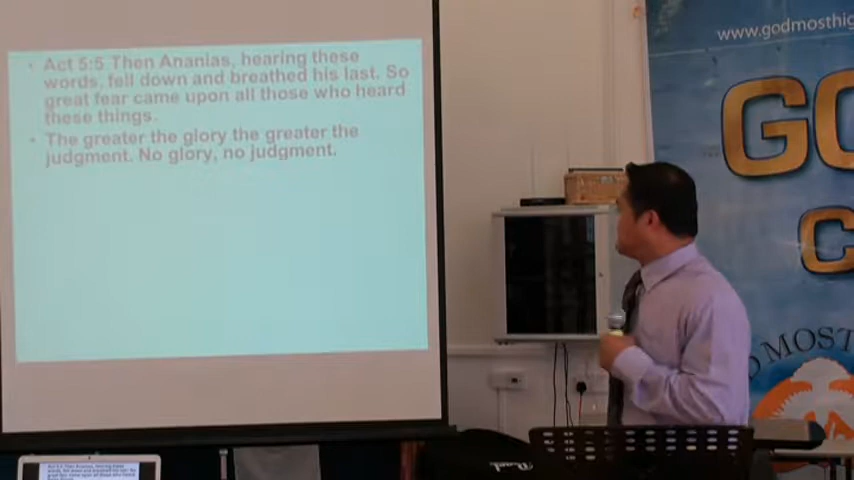 • Act 5:5 Then Ananias, hearing these
words, fell down and breathed his last. So
great fear came upon all those who heard
these things.
• The greater the glory the greater the
judgment. No glory, no judgment.
www.godmosthi
GO
C
D MOST